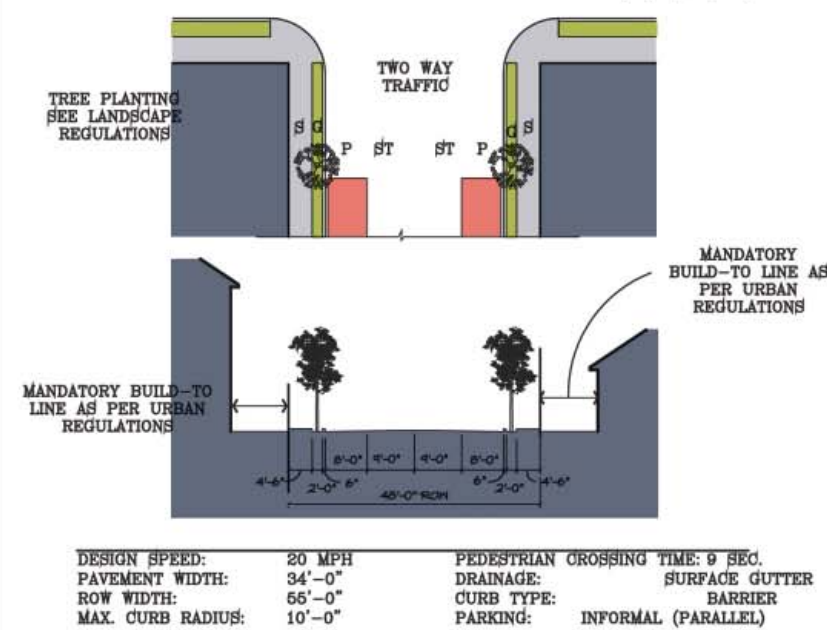 TWO WAY
TRAFFIC
TREE PLANTING
SEE LANDSCAPE
REGULATIONS
S G P ST ST P G S
MANDATORY
BUILD-TO LINE AS
PER URBAN
REGULATIONS
MANDATORY BUILD-TO
LINE AS PER URBAN
REGULATIONS
8'-0" 9'-0" 9'-0" 8'-0"
4'-6" 2'-0" 6" 6" 2'-0" 4'-6"
48'-0" ROW
DESIGN SPEED: 20 MPH PEDESTRIAN CROSSING TIME: 9 SEC.
PAVEMENT WIDTH: 34'-0" DRAINAGE: SURFACE GUTTER
ROW WIDTH: 55'-0" CURB TYPE: BARRIER
MAX. CURB RADIUS: 10'-0" PARKING: INFORMAL (PARALLEL)